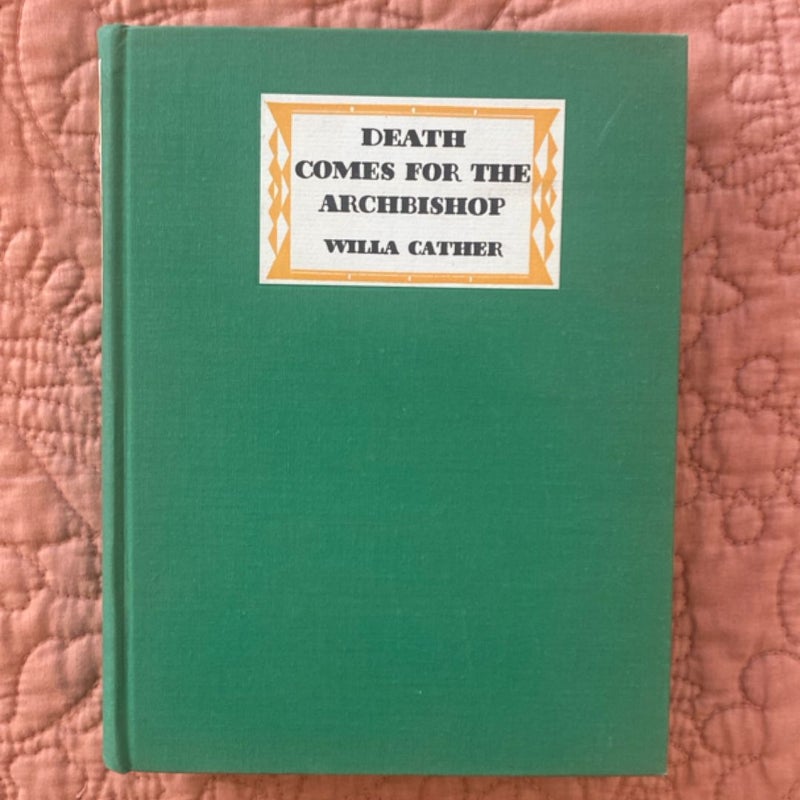 DEATH
COMES FOR THE
ARCHBISHOP
WILLA CATHER